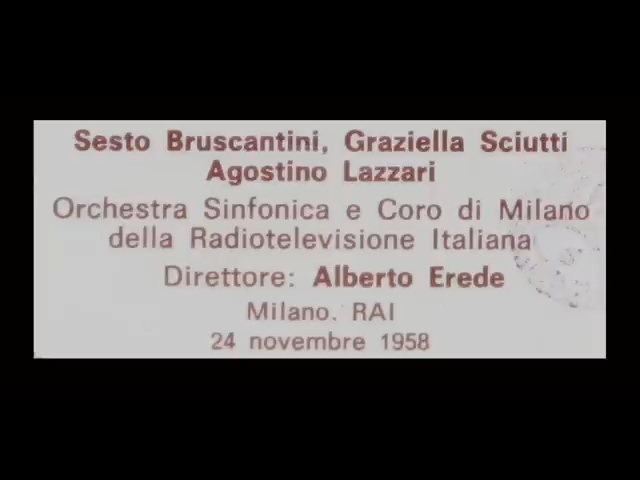 Sesto Bruscantini, Graziella Sciutti
Agostino Lazzari
Orchestra Sinfonica e Coro di Milano
della Radiotelevisione Italiana
Direttore: Alberto Erede
Milano. RAI
24 novembre 1958